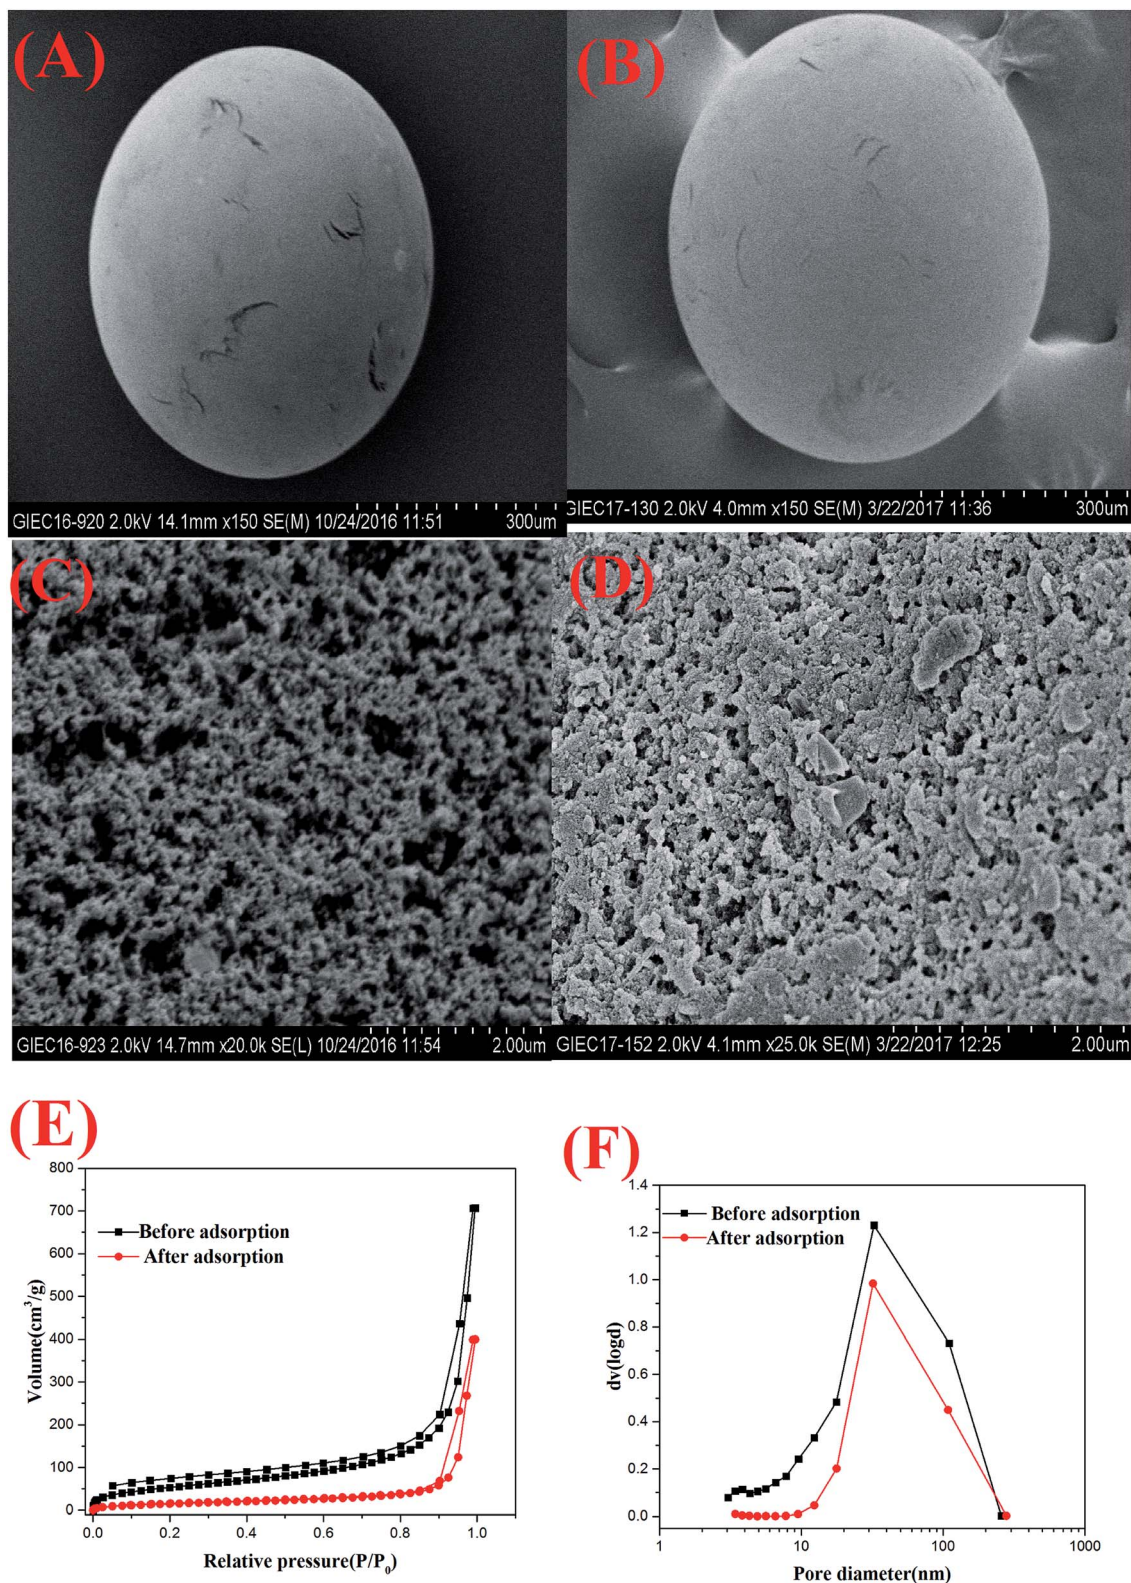 (A)
(B)
GIEC16-920 2.0kV 14.1mm x150 SE(M) 10/24/2016 11:51
300um
GIEC17-130 2.0kV 4.0mm x150 SE(M) 3/22/2017 11:36
300um
(C)
(D)
GIEC16-923 2.0kV 14.7mm x20.0k SE(L) 10/24/2016 11:54
2.00um
GIEC17-152 2.0kV 4.1mm x25.0k SE(M) 3/22/2017 12:25
2.00um
(E)
800
700
600
500
400
300
200
100
0
Volume(cm³/g)
Before adsorption
After adsorption
0.0 0.2 0.4 0.6 0.8 1.0
Relative pressure(P/P₀)
(F)
1.4
1.2
1.0
0.8
0.6
0.4
0.2
0.0
dv(logd)
Before adsorption
After adsorption
1 10 100 1000
Pore diameter(nm)